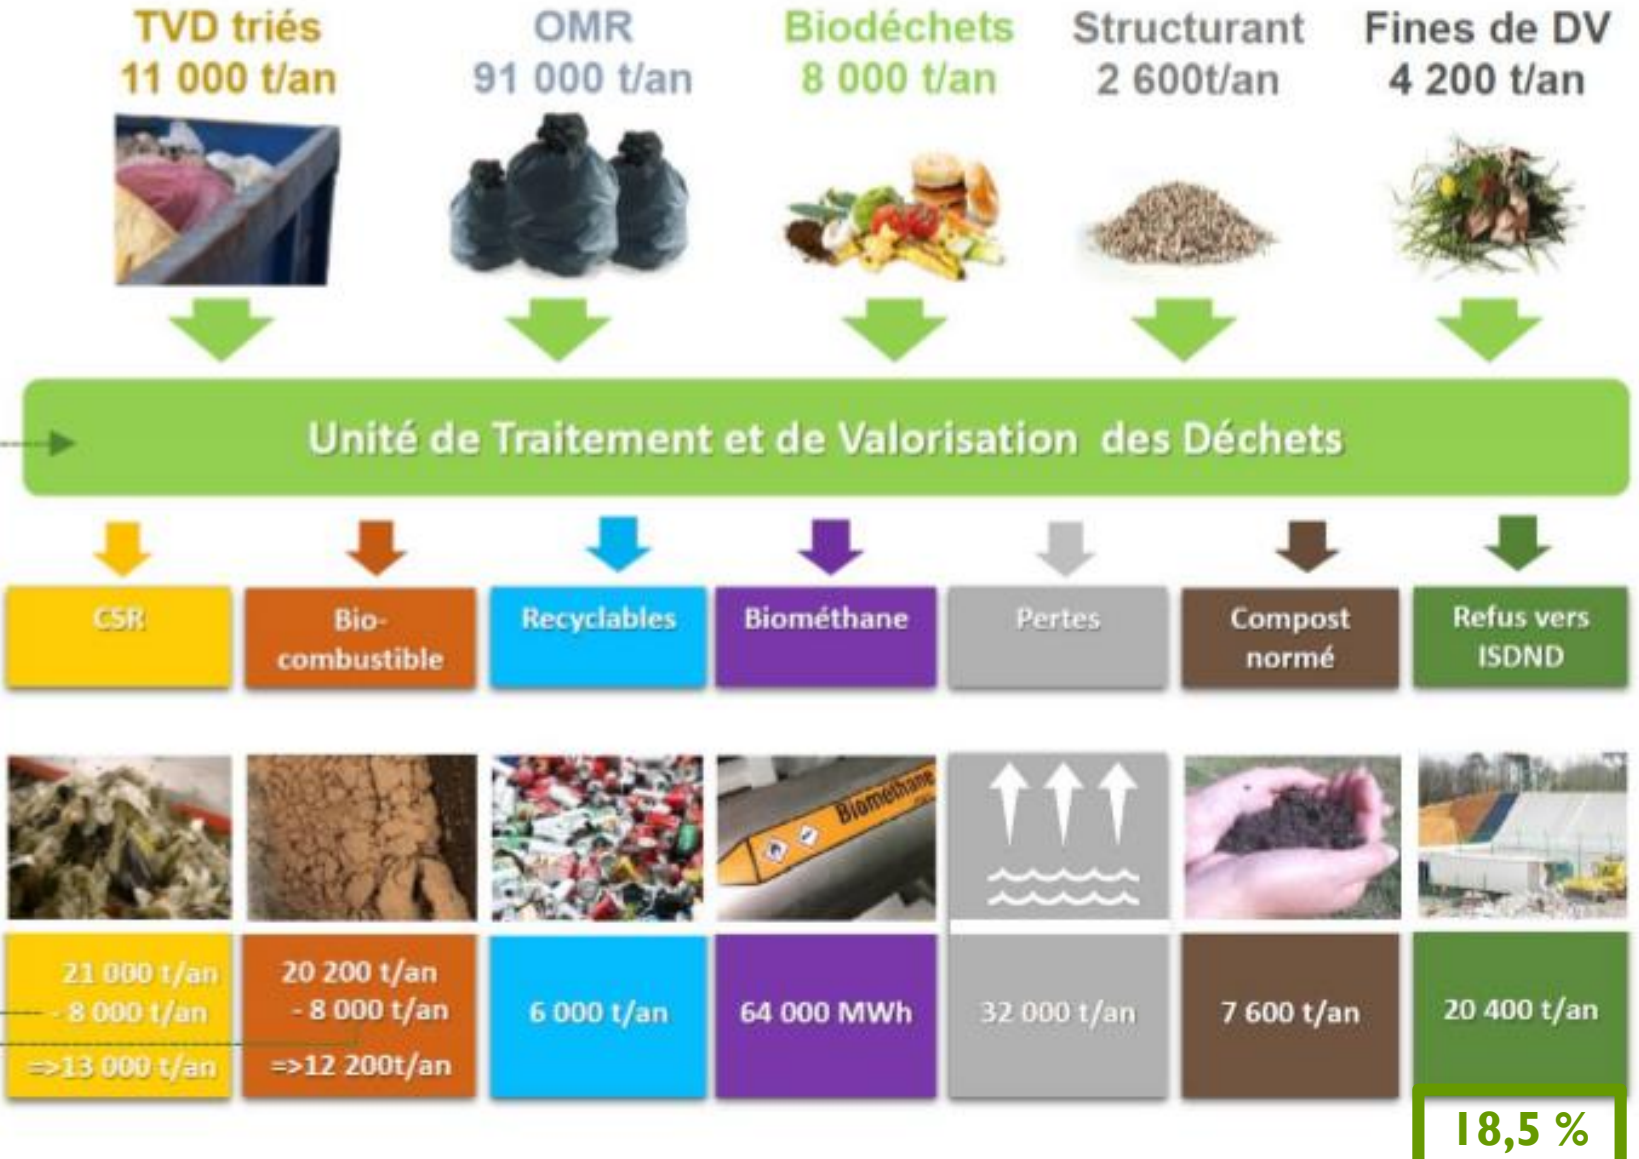 TVD triés
11 000 t/an
OMR
91 000 t/an
Biodéchets
8 000 t/an
Structurant
2 600t/an
Fines de DV
4 200 t/an
Unité de Traitement et de Valorisation des Déchets
CSR
Bio-
combustible
Recyclables
Biométhane
Pertes
Compost
normé
Refus vers
ISDND
Biométhane
21 000 t/an
- 8 000 t/an
=>13 000 t/an
20 200 t/an
- 8 000 t/an
=>12 200t/an
6 000 t/an
64 000 MWh
32 000 t/an
7 600 t/an
20 400 t/an
18,5 %